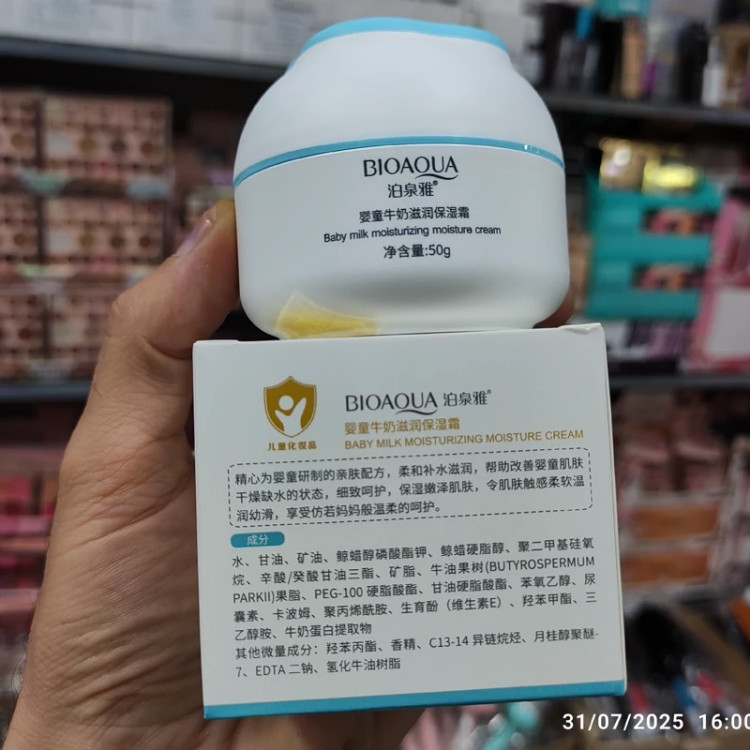 BIOAQUA
泊泉雅®
婴童牛奶滋润保湿霜
Baby milk moisturizing moisture cream
净含量:50g
BIOAQUA 泊泉雅®
婴童牛奶滋润保湿霜
BABY MILK MOISTURIZING MOISTURE CREAM
儿童化妆品
精心为婴童研制的亲肤配方，柔和补水滋润，帮助改善婴童肌肤
干燥缺水的状态，细致呵护，保湿嫩泽肌肤，令肌肤触感柔软温
润幼滑，享受仿若妈妈般温柔的呵护。
成分
水、甘油、矿油、鲸蜡醇磷酸酯钾、鲸蜡硬脂醇、聚二甲基硅氧
烷、辛酸/癸酸甘油三酯、矿脂、牛油果树(BUTYROSPERMUM
PARKII)果脂、PEG-100 硬脂酸酯、甘油硬脂酸酯、苯氧乙醇、尿
囊素、卡波姆、聚丙烯酰胺、生育酚（维生素E）、羟苯甲酯、三
乙醇胺、牛奶蛋白提取物
其他微量成分：羟苯丙酯、香精、C13-14 异链烷烃、月桂醇聚醚-
7、EDTA 二钠、氢化牛油树脂
31/07/2025 16:00